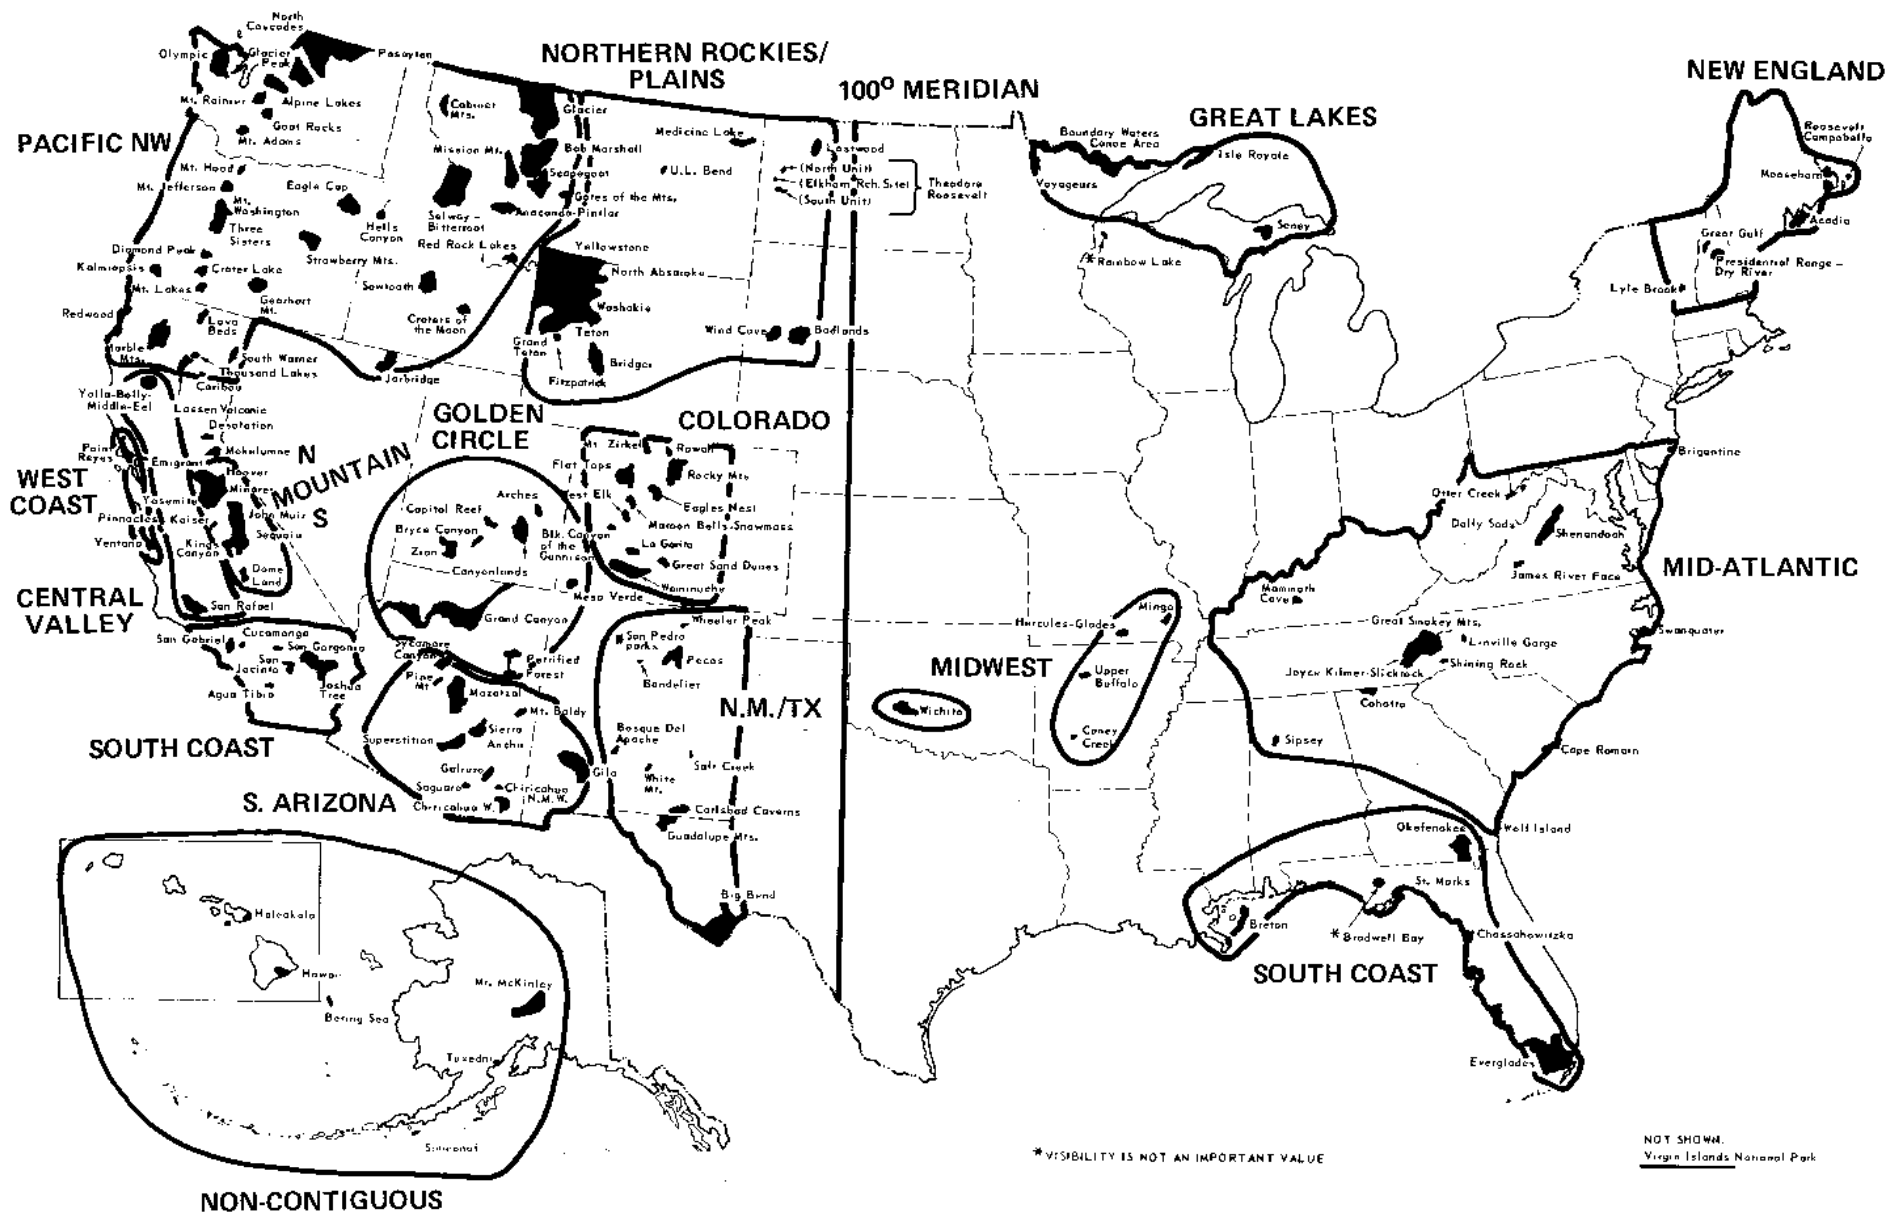 North
Cascades
Olympic
Glacier
Peak
Pasayten
Mt. Rainier
Alpine Lakes
Goat Rocks
Mt. Adams
PACIFIC NW
Mt. Hood
Mt. Jefferson
Eagle Cap
Mt.
Washington
Three
Sisters
Hells
Canyon
Diamond Peak
Strawberry Mts.
Kalmiopsis
Crater Lake
Mt. Lakes
Gearhart
Mt.
Redwood
Lava
Beds
Marble
Mts.
South Warner
Thousand Lakes
Caribou
Jarbridge
NORTHERN ROCKIES/
PLAINS
Cabinet
Mts.
Glacier
Mission Mt.
Bob Marshall
Scapegoat
Gates of the Mts.
Selway-
Bitterroot
Anaconda-Pintlar
Red Rock Lakes
Sawtooth
Craters of
the Moon
Medicine Lake
U.L. Bend
Lostwood
(North Unit)
(Elkhorn Rch. Site)
(South Unit)
Theodore
Roosevelt
Yellowstone
North Absaroka
Washakie
Teton
Grand
Teton
Bridger
Fitzpatrick
Wind Cave
Badlands
100° MERIDIAN
GREAT LAKES
Boundary Waters
Canoe Area
Isle Royale
Voyageurs
Seney
*Rainbow Lake
NEW ENGLAND
Roosevelt
Campobello
Moosehorn
Acadia
Great Gulf
Presidential Range-
Dry River
Lyle Brook
Yolla-Bolly-
Middle-Eel
Lassen Volcanic
Desolation
Mokelumne
Point
Reyes
Emigrant
Hoover
Minarets
WEST
COAST
Yosemite
Pinnacles
Kaiser
John Muir
Ventana
Kings
Canyon
Sequoia
Dome
Land
N
MOUNTAIN
S
CENTRAL
VALLEY
San Rafael
GOLDEN
CIRCLE
Arches
Capitol Reef
Bryce Canyon
Zion
Canyonlands
Blk. Canyon
of the
Gunnison
Mesa Verde
Grand Canyon
Sycamore
Canyon
Petrified
Forest
COLORADO
Mt. Zirkel
Rawah
Flat Tops
Rocky Mts
West Elk
Eagles Nest
Maroon Bells-Snowmass
La Garita
Great Sand Dunes
Weminuche
San Gabriel
Cucamonga
San Gorgonio
San
Jacinto
Agua Tibia
Joshua
Tree
SOUTH COAST
Pine
Mt
Mazatzal
Mt. Baldy
Superstition
Sierra
Ancha
Galiuro
Saguaro
Chiricahua
N.M.W.
Chiricahua W.
Gila
S. ARIZONA
Wheeler Peak
San Pedro
parks
Pecos
Bandelier
N.M./TX
Bosque Del
Apache
Salt Creek
White
Mt.
Carlsbad Caverns
Guadalupe Mts.
Big Bend
MIDWEST
Mingo
Hercules-Glades
Upper
Buffalo
Wichita
Caney
Creek
Brigantine
Otter Creek
Dolly Sods
Shenandoah
James River Face
MID-ATLANTIC
Mammoth
Cave
Great Smokey Mts.
Linville Gorge
Swanquater
Joyce Kilmer-Slickrock
Shining Rock
Cohotta
Sipsey
Cape Romain
Wolf Island
Okefenokee
St. Marks
Breton
*Bradwell Bay
Chassahowitzka
SOUTH COAST
Everglades
Haleakala
Hawaii
Bering Sea
Mt. McKinley
Tuxedni
Simeonof
NON-CONTIGUOUS
*VISIBILITY IS NOT AN IMPORTANT VALUE
NOT SHOWN.
Virgin Islands National Park